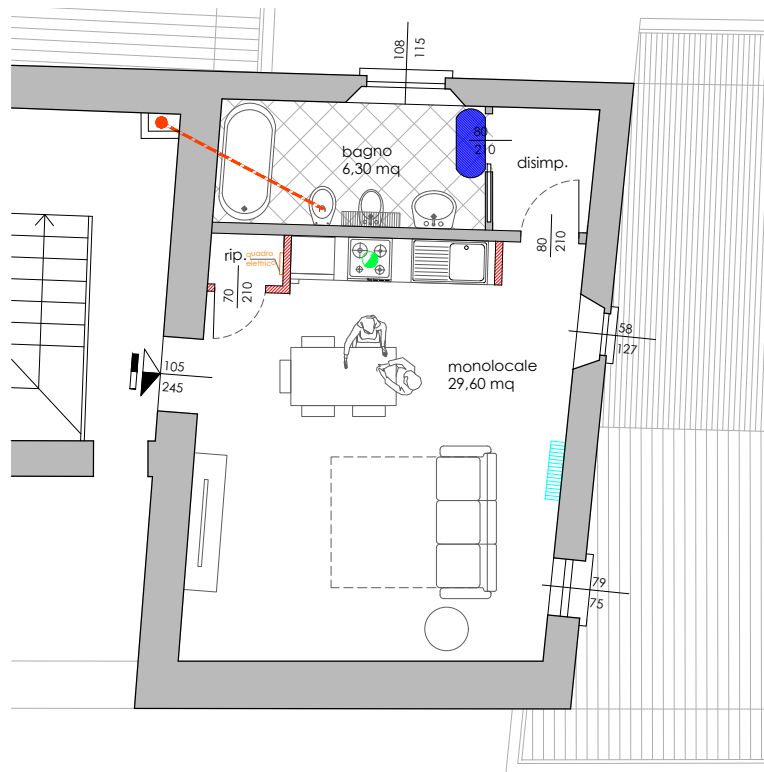 108
115
80
210
bagno
6,30 mq
disimp.
80
210
rip.
quadro
elettrico
70
210
58
127
105
245
monolocale
29,60 mq
79
75